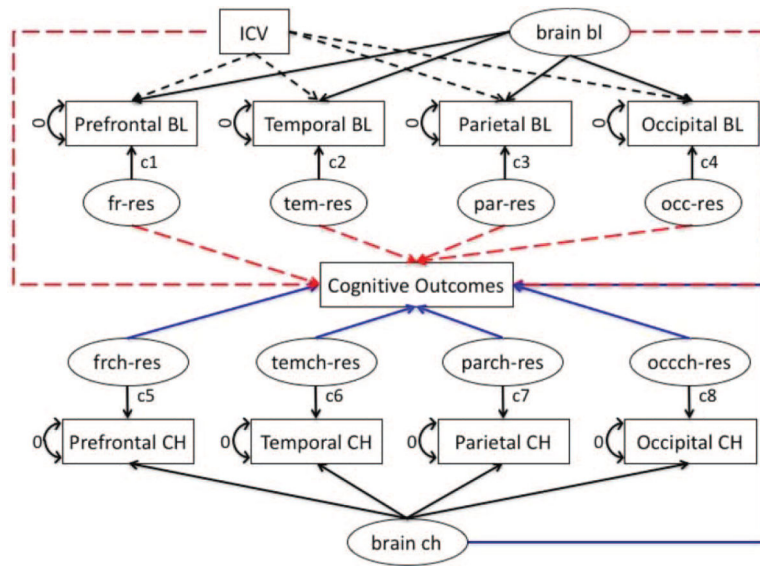 ICV
brain bl
0
Prefrontal BL
0
Temporal BL
0
Parietal BL
0
Occipital BL
c1
c2
c3
c4
fr-res
tem-res
par-res
occ-res
Cognitive Outcomes
frch-res
temch-res
parch-res
occch-res
c5
c6
c7
c8
0
Prefrontal CH
0
Temporal CH
0
Parietal CH
0
Occipital CH
brain ch